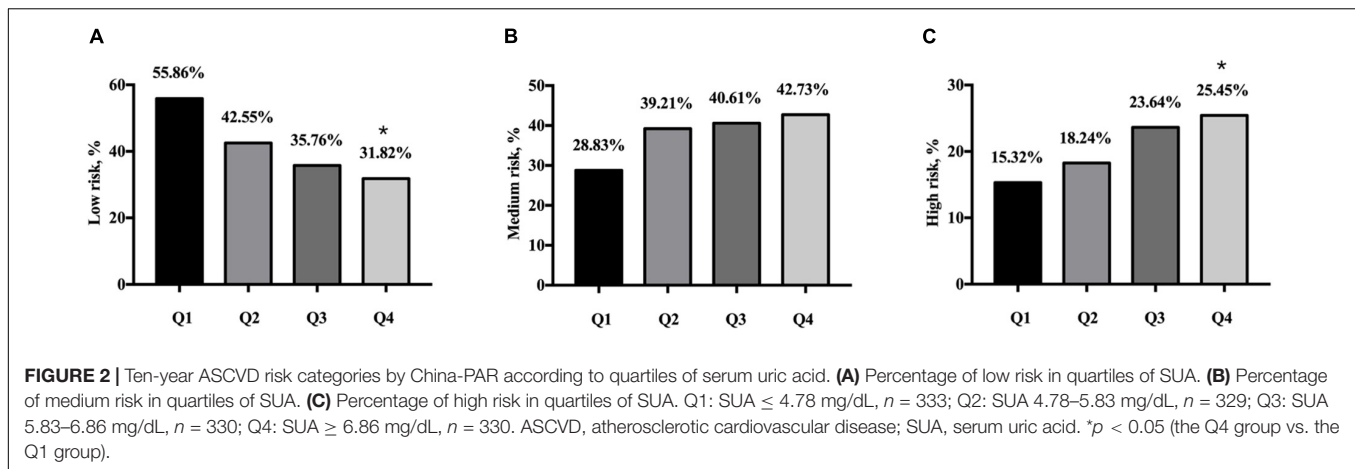 A
Low risk, %
60
40
20
0
55.86%
42.55%
35.76%
*
31.82%
Q1 Q2 Q3 Q4
B
Medium risk, %
50
40
30
20
10
0
28.83%
39.21%
40.61%
42.73%
Q1 Q2 Q3 Q4
C
High risk, %
30
20
10
0
15.32%
18.24%
23.64%
*
25.45%
Q1 Q2 Q3 Q4
FIGURE 2 | Ten-year ASCVD risk categories by China-PAR according to quartiles of serum uric acid. (A) Percentage of low risk in quartiles of SUA. (B) Percentage
of medium risk in quartiles of SUA. (C) Percentage of high risk in quartiles of SUA. Q1: SUA ≤ 4.78 mg/dL, n = 333; Q2: SUA 4.78–5.83 mg/dL, n = 329; Q3: SUA
5.83–6.86 mg/dL, n = 330; Q4: SUA ≥ 6.86 mg/dL, n = 330. ASCVD, atherosclerotic cardiovascular disease; SUA, serum uric acid. *p < 0.05 (the Q4 group vs. the
Q1 group).